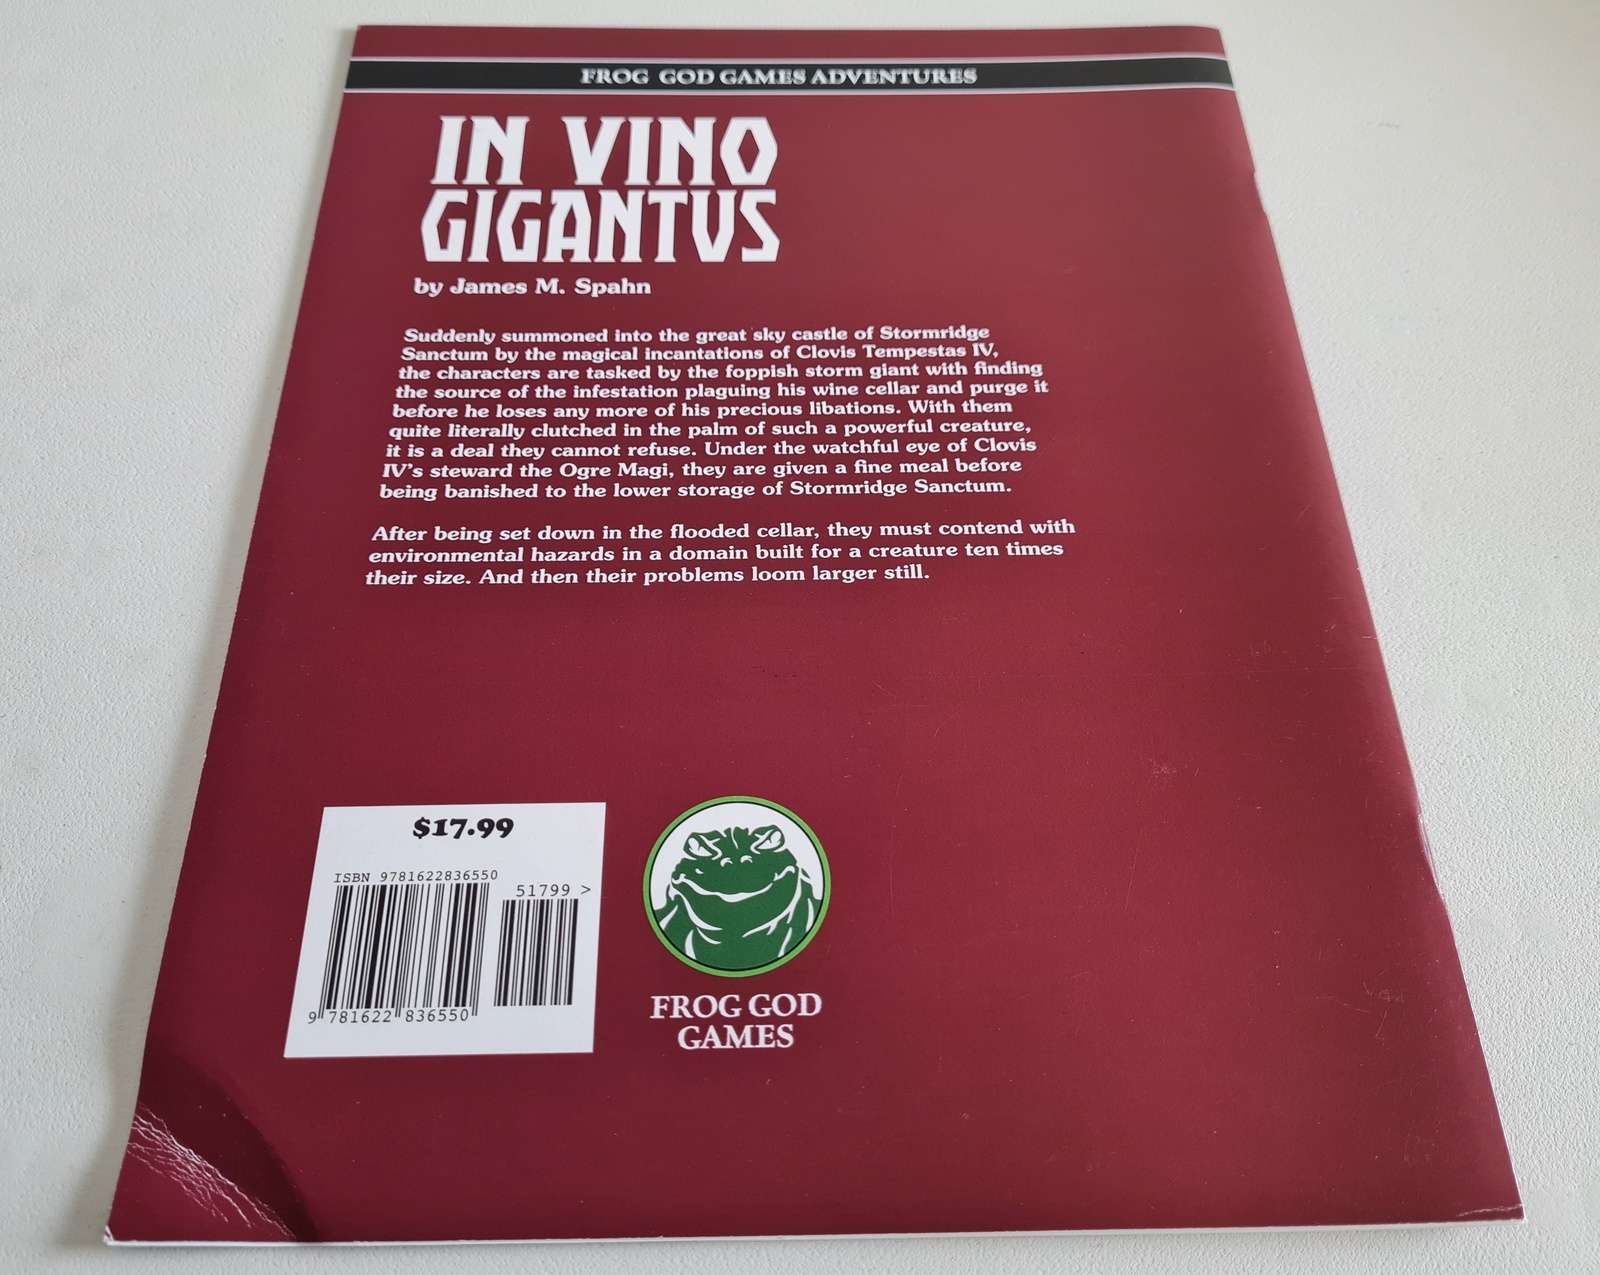 FROG GOD GAMES ADVENTURES
IN VINO
GIGANTUS
by James M. Spahn
Suddenly summoned into the great sky castle of Stormridge
Sanctum by the magical incantations of Clovis Tempestas IV,
the characters are tasked by the foppish storm giant with finding
the source of the infestation plaguing his wine cellar and purge it
before he loses any more of his precious libations. With them
quite literally clutched in the palm of such a powerful creature,
it is a deal they cannot refuse. Under the watchful eye of Clovis
IV's steward the Ogre Magi, they are given a fine meal before
being banished to the lower storage of Stormridge Sanctum.
After being set down in the flooded cellar, they must contend with
environmental hazards in a domain built for a creature ten times
their size. And then their problems loom larger still.
$17.99
ISBN 9781622836550
51799 >
9 781622 836550
FROG GOD
GAMES